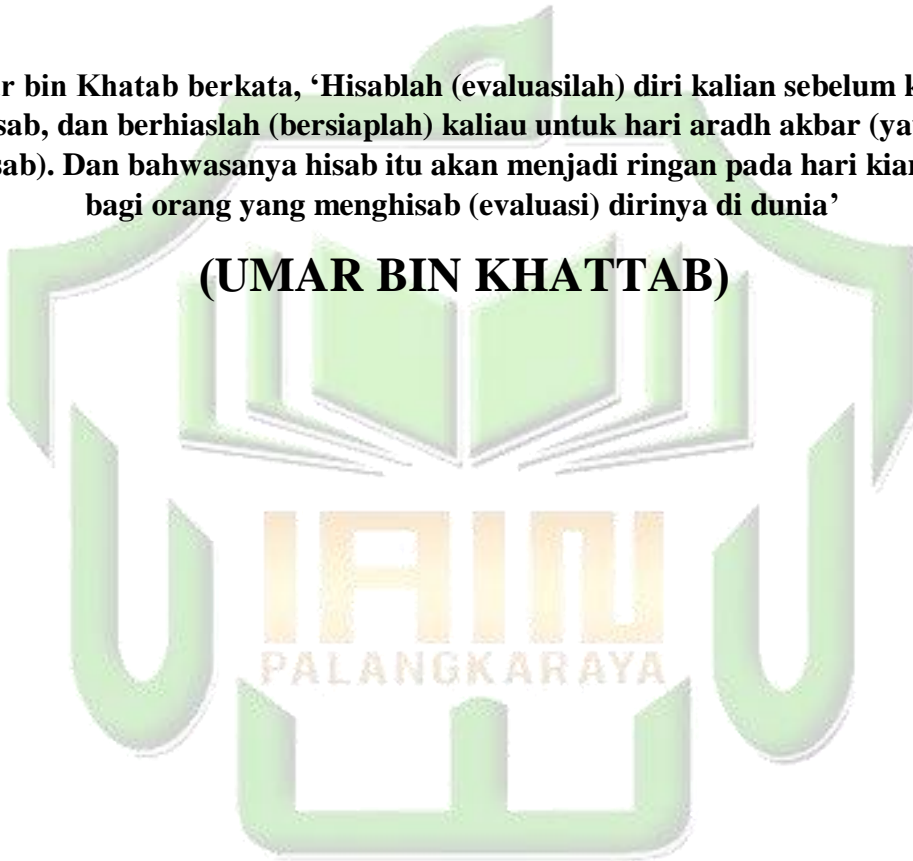 r bin Khatab berkata, ‘Hisablah (evaluasilah) diri kalian sebelum k
sab, dan berhiaslah (bersiaplah) kaliau untuk hari aradh akbar (ya
sab). Dan bahwasanya hisab itu akan menjadi ringan pada hari kiar
bagi orang yang menghisab (evaluasi) dirinya di dunia’
(UMAR BIN KHATTAB)
IAIN
PALANGKARAYA